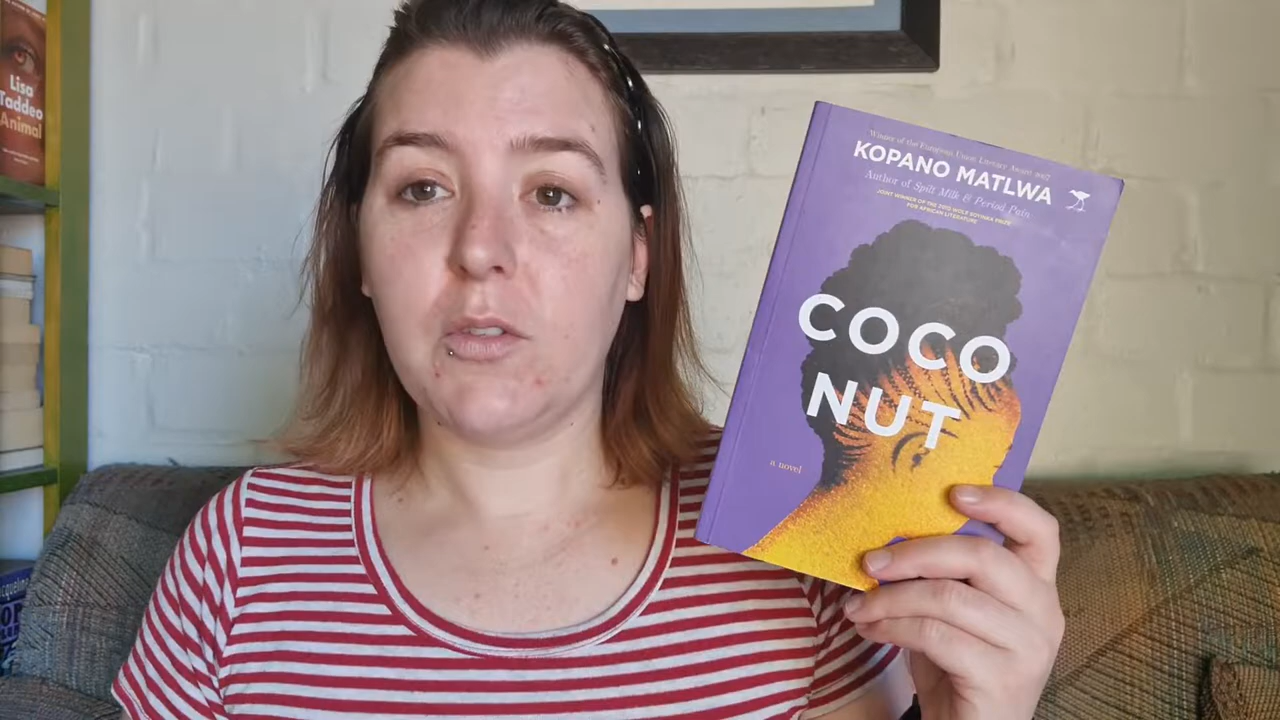 Lisa
Taddeo
Animal
Winner of the European Union Literary Award 2007
KOPANO MATLWA
Author of Spilt Milk & Period Pain
JOINT WINNER OF THE 2010 WOLE SOYINKA PRIZE
FOR AFRICAN LITERATURE
COCO
NUT
a novel